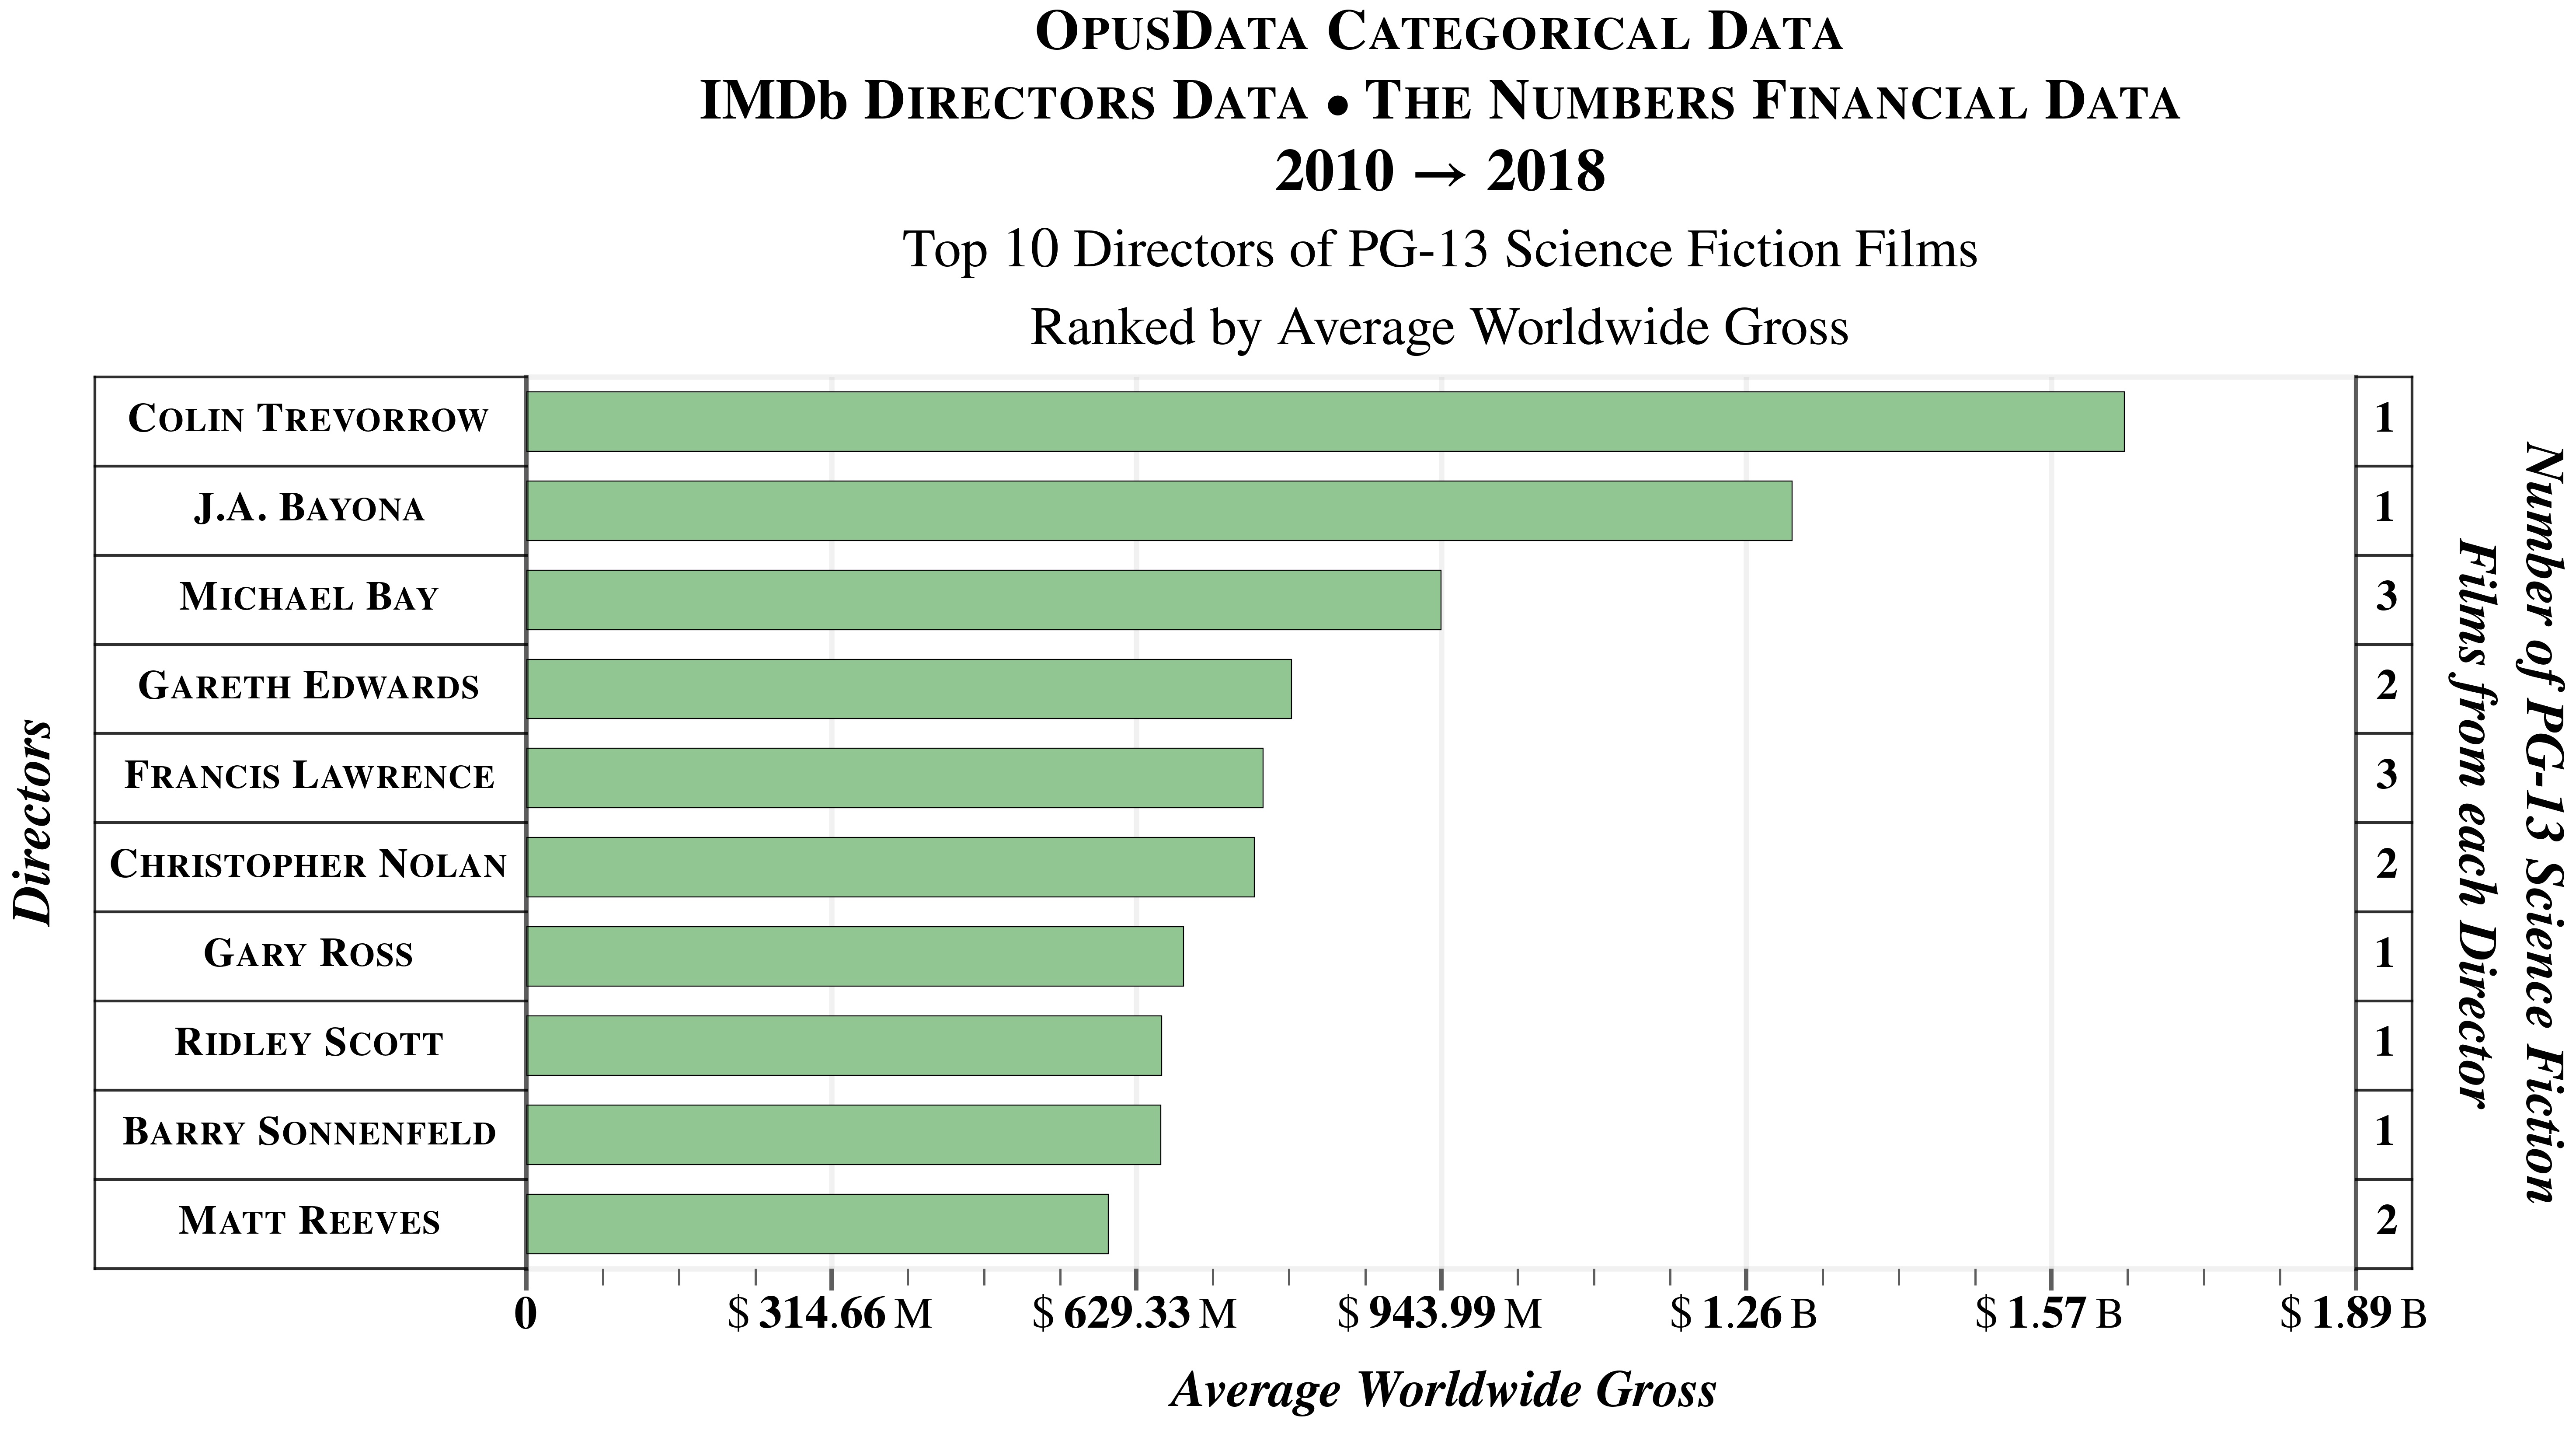 OPUSDATA CATEGORICAL DATA
IMDb DIRECTORS DATA • THE NUMBERS FINANCIAL DATA
2010 → 2018
Top 10 Directors of PG-13 Science Fiction Films
Ranked by Average Worldwide Gross
Directors
COLIN TREVORROW 1
J.A. BAYONA 1
MICHAEL BAY 3
GARETH EDWARDS 2
FRANCIS LAWRENCE 3
CHRISTOPHER NOLAN 2
GARY ROSS 1
RIDLEY SCOTT 1
BARRY SONNENFELD 1
MATT REEVES 2
Number of PG-13 Science Fiction
Films from each Director
0 $ 314.66 M $ 629.33 M $ 943.99 M $ 1.26 B $ 1.57 B $ 1.89 B
Average Worldwide Gross